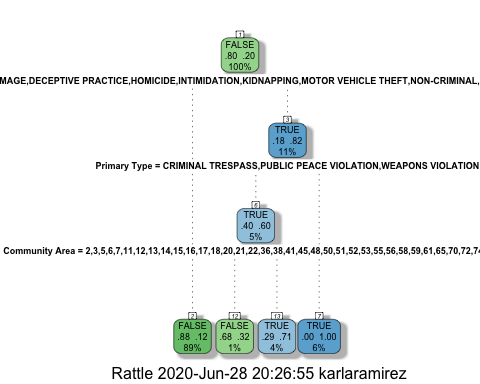 1
FALSE
.80 .20
100%
MAGE,DECEPTIVE PRACTICE,HOMICIDE,INTIMIDATION,KIDNAPPING,MOTOR VEHICLE THEFT,NON-CRIMINAL,
3
TRUE
.18 .82
11%
Primary Type = CRIMINAL TRESPASS,PUBLIC PEACE VIOLATION,WEAPONS VIOLATION
6
TRUE
.40 .60
5%
Community Area = 2,3,5,6,7,11,12,13,14,15,16,17,18,20,21,22,36,38,41,45,48,50,51,52,53,55,56,58,59,61,65,70,72,74
2 12 13 7
FALSE FALSE TRUE TRUE
.88 .12 .68 .32 .29 .71 .00 1.00
89% 1% 4% 6%
Rattle 2020-Jun-28 20:26:55 karlaramirez